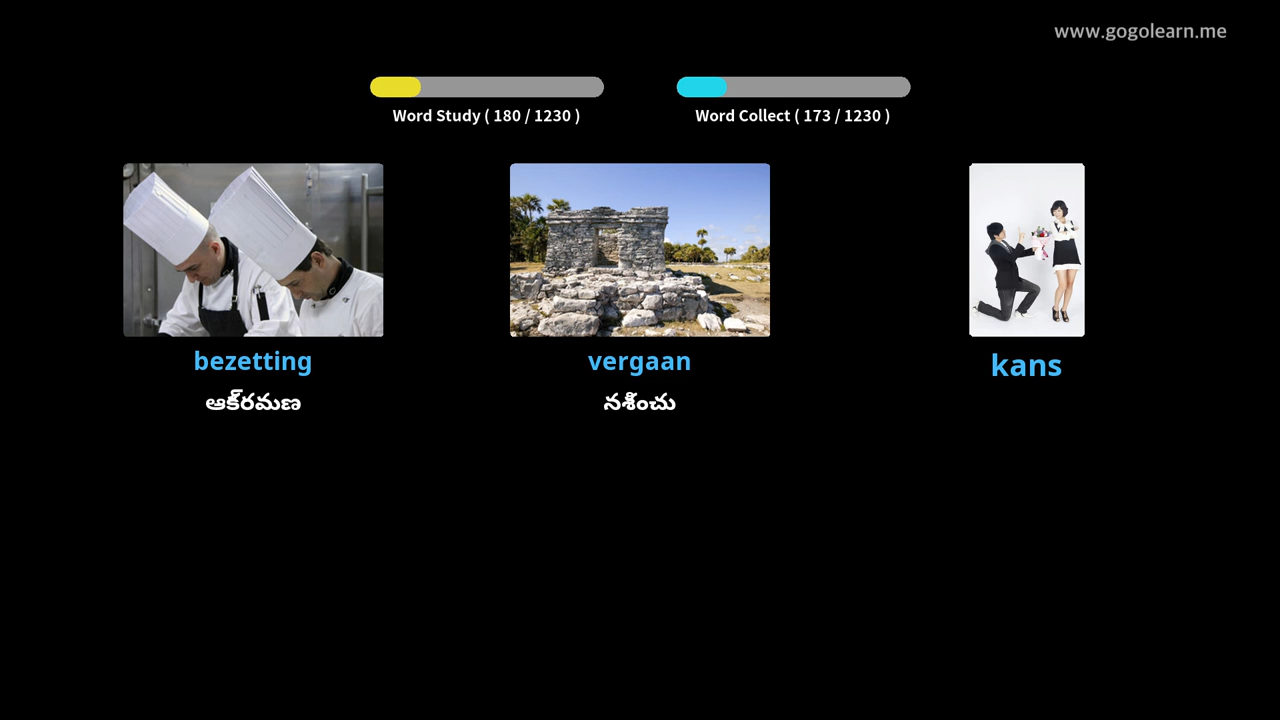 www.gogolearn.me
Word Study ( 180 / 1230 )
Word Collect ( 173 / 1230 )
bezetting
vergaan
kans
ఆక్రమణ
నశించు